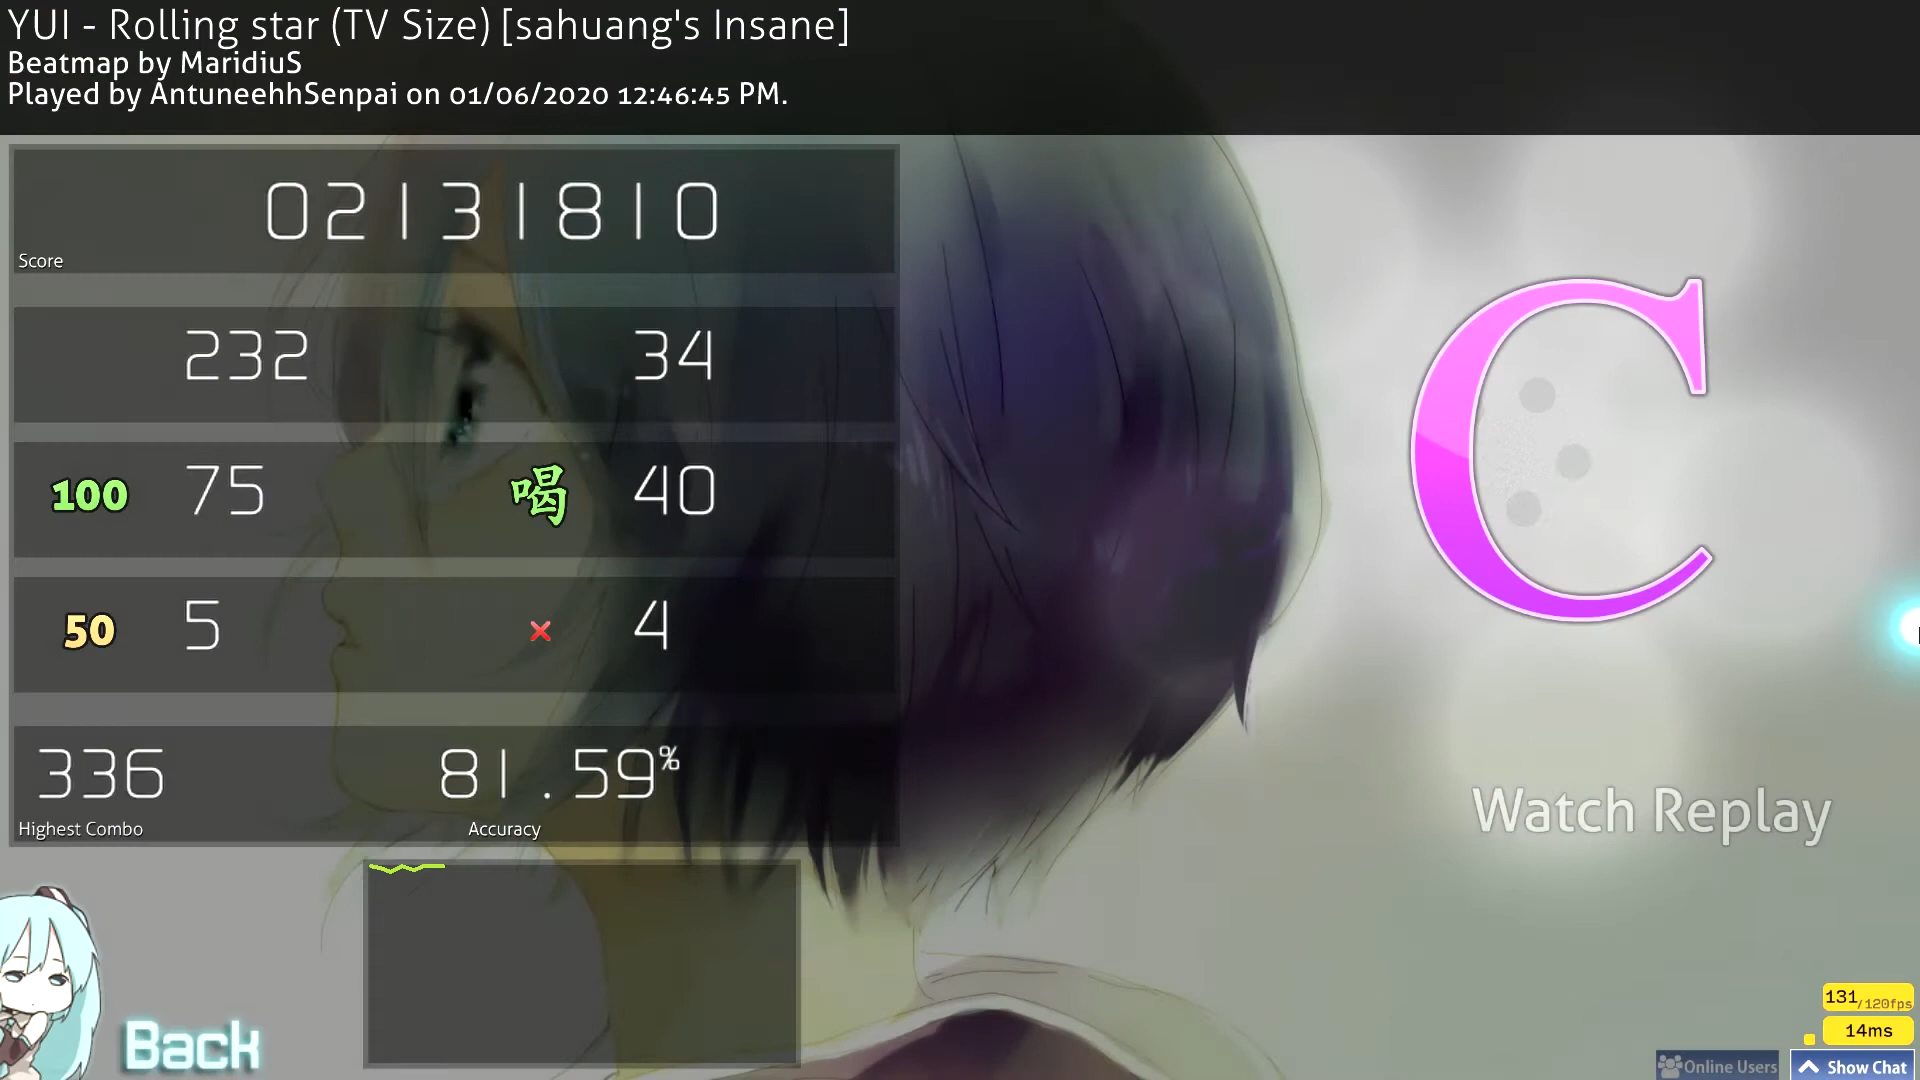 YUI - Rolling star (TV Size) [sahuang's Insane]
Beatmap by MaridiuS
Played by AntuneehhSenpai on 01/06/2020 12:46:45 PM.
02131810
Score
232 34
100 75 喝 40
50 5 4
336 81.59%
Highest Combo Accuracy
C
Watch Replay
Back
131/120fps
14ms
Online Users Show Chat